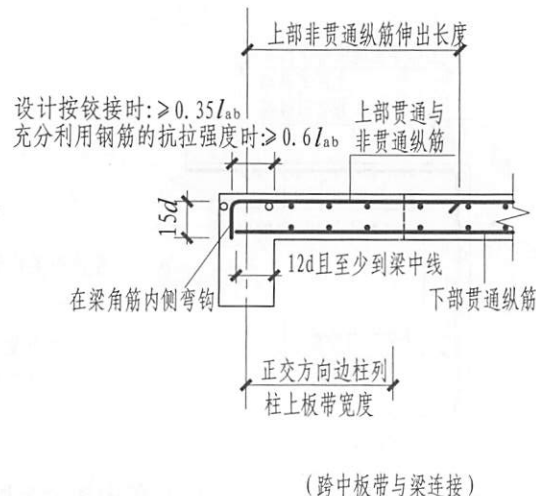 上部非贯通纵筋伸出长度
设计按铰接时:≥0.35lab
充分利用钢筋的抗拉强度时:≥0.6lab
上部贯通与
非贯通纵筋
15d
12d且至少到梁中线
在梁角筋内侧弯钩
下部贯通纵筋
正交方向边柱列
柱上板带宽度
(跨中板带与梁连接)